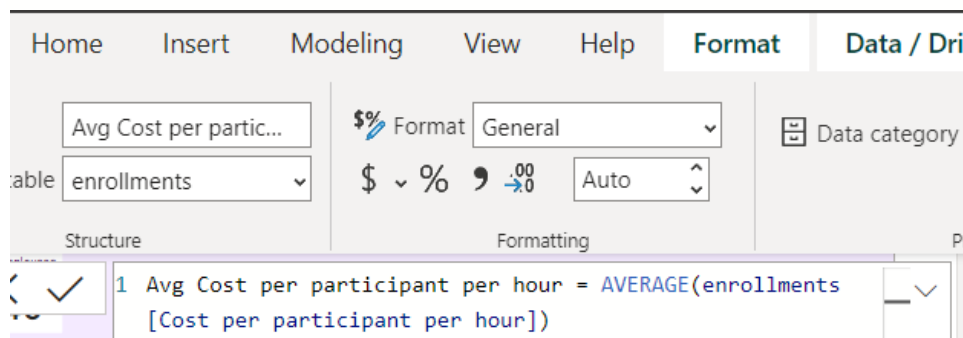 Home Insert Modeling View Help Format Data / Dri
Avg Cost per partic... $% Format General Data category
able enrollments $ % 9 .00 →.0 Auto
Structure Formatting P
1 Avg Cost per participant per hour = AVERAGE(enrollments
[Cost per participant per hour])